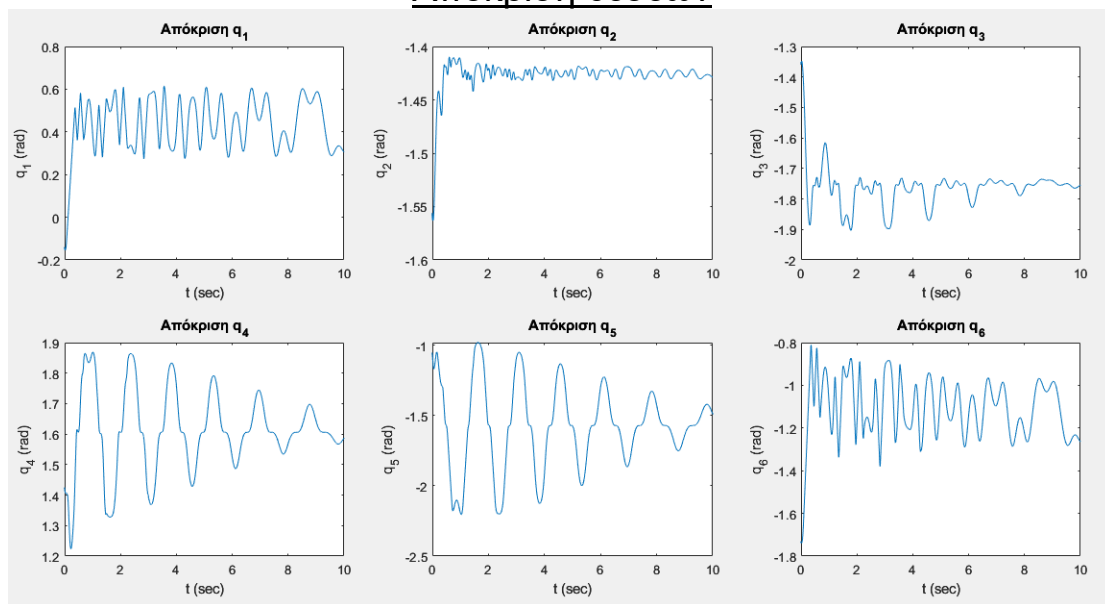 Απόκριση q1 Απόκριση q2 Απόκριση q3
0.8 0.6 0.4 0.2 0 -0.2
q1 (rad)
0 2 4 6 8 10
t (sec)
-1.4 -1.45 -1.5 -1.55 -1.6
q2 (rad)
0 2 4 6 8 10
t (sec)
-1.3 -1.4 -1.5 -1.6 -1.7 -1.8 -1.9 -2
q3 (rad)
0 2 4 6 8 10
t (sec)
Απόκριση q4 Απόκριση q5 Απόκριση q6
1.9 1.8 1.7 1.6 1.5 1.4 1.3 1.2
q4 (rad)
0 2 4 6 8 10
t (sec)
-1 -1.5 -2 -2.5
q5 (rad)
0 2 4 6 8 10
t (sec)
-0.8 -1 -1.2 -1.4 -1.6 -1.8
q6 (rad)
0 2 4 6 8 10
t (sec)